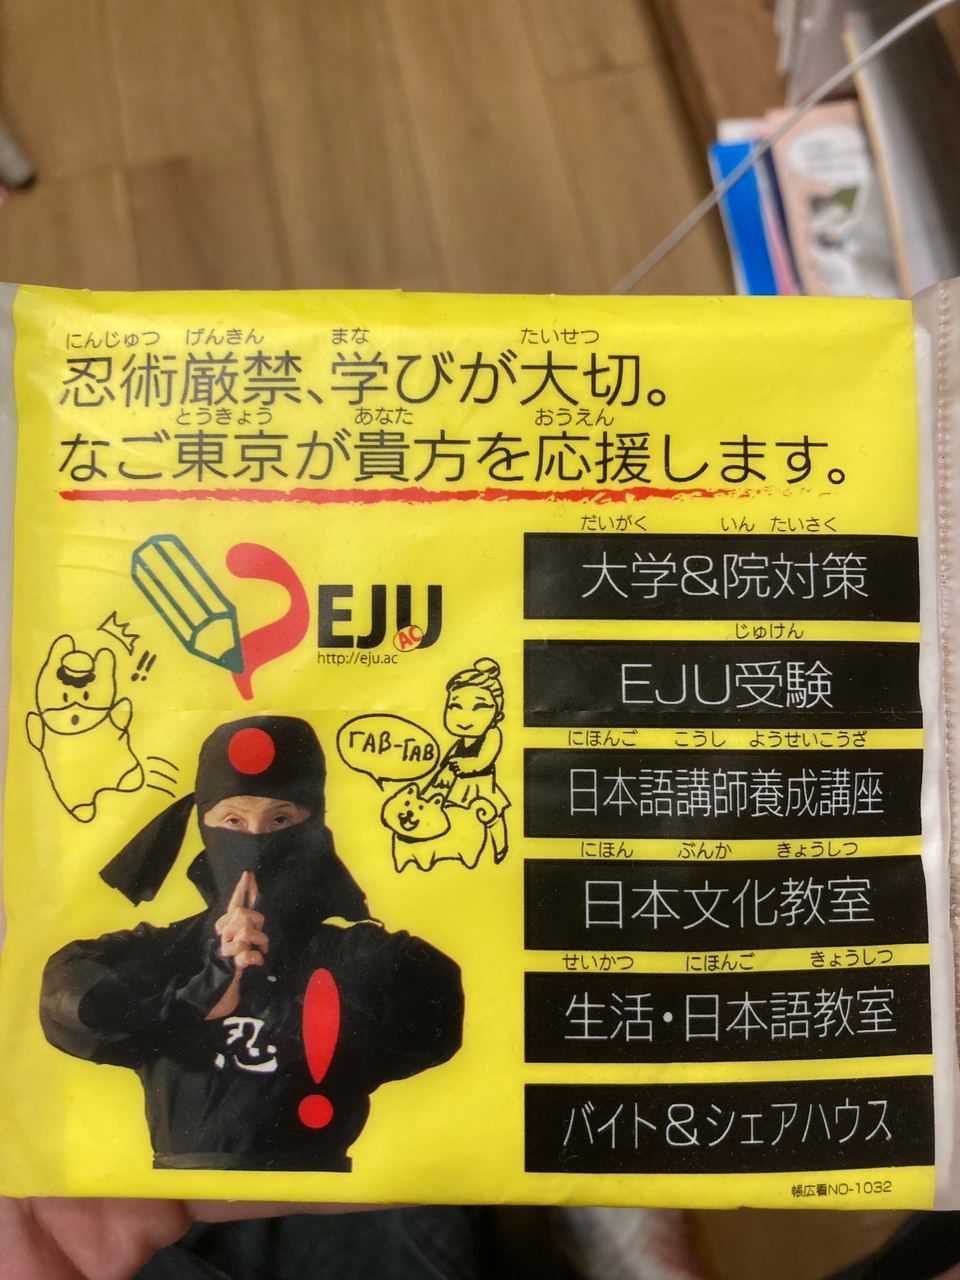 にんじゅつ げんきん まな たいせつ
忍術厳禁、学びが大切。
とうきょう あなた おうえん
なご東京が貴方を応援します。
EJU
AC
http://eju.ac
!!
ГАВ-ГАВ
忍
だいがく いん たいさく
大学&院対策
じゅけん
EJU受験
にほんご こうし ようせいこうざ
日本語講師養成講座
にほん ぶんか きょうしつ
日本文化教室
せいかつ にほんご きょうしつ
生活・日本語教室
バイト&シェアハウス
帳広看NO-1032